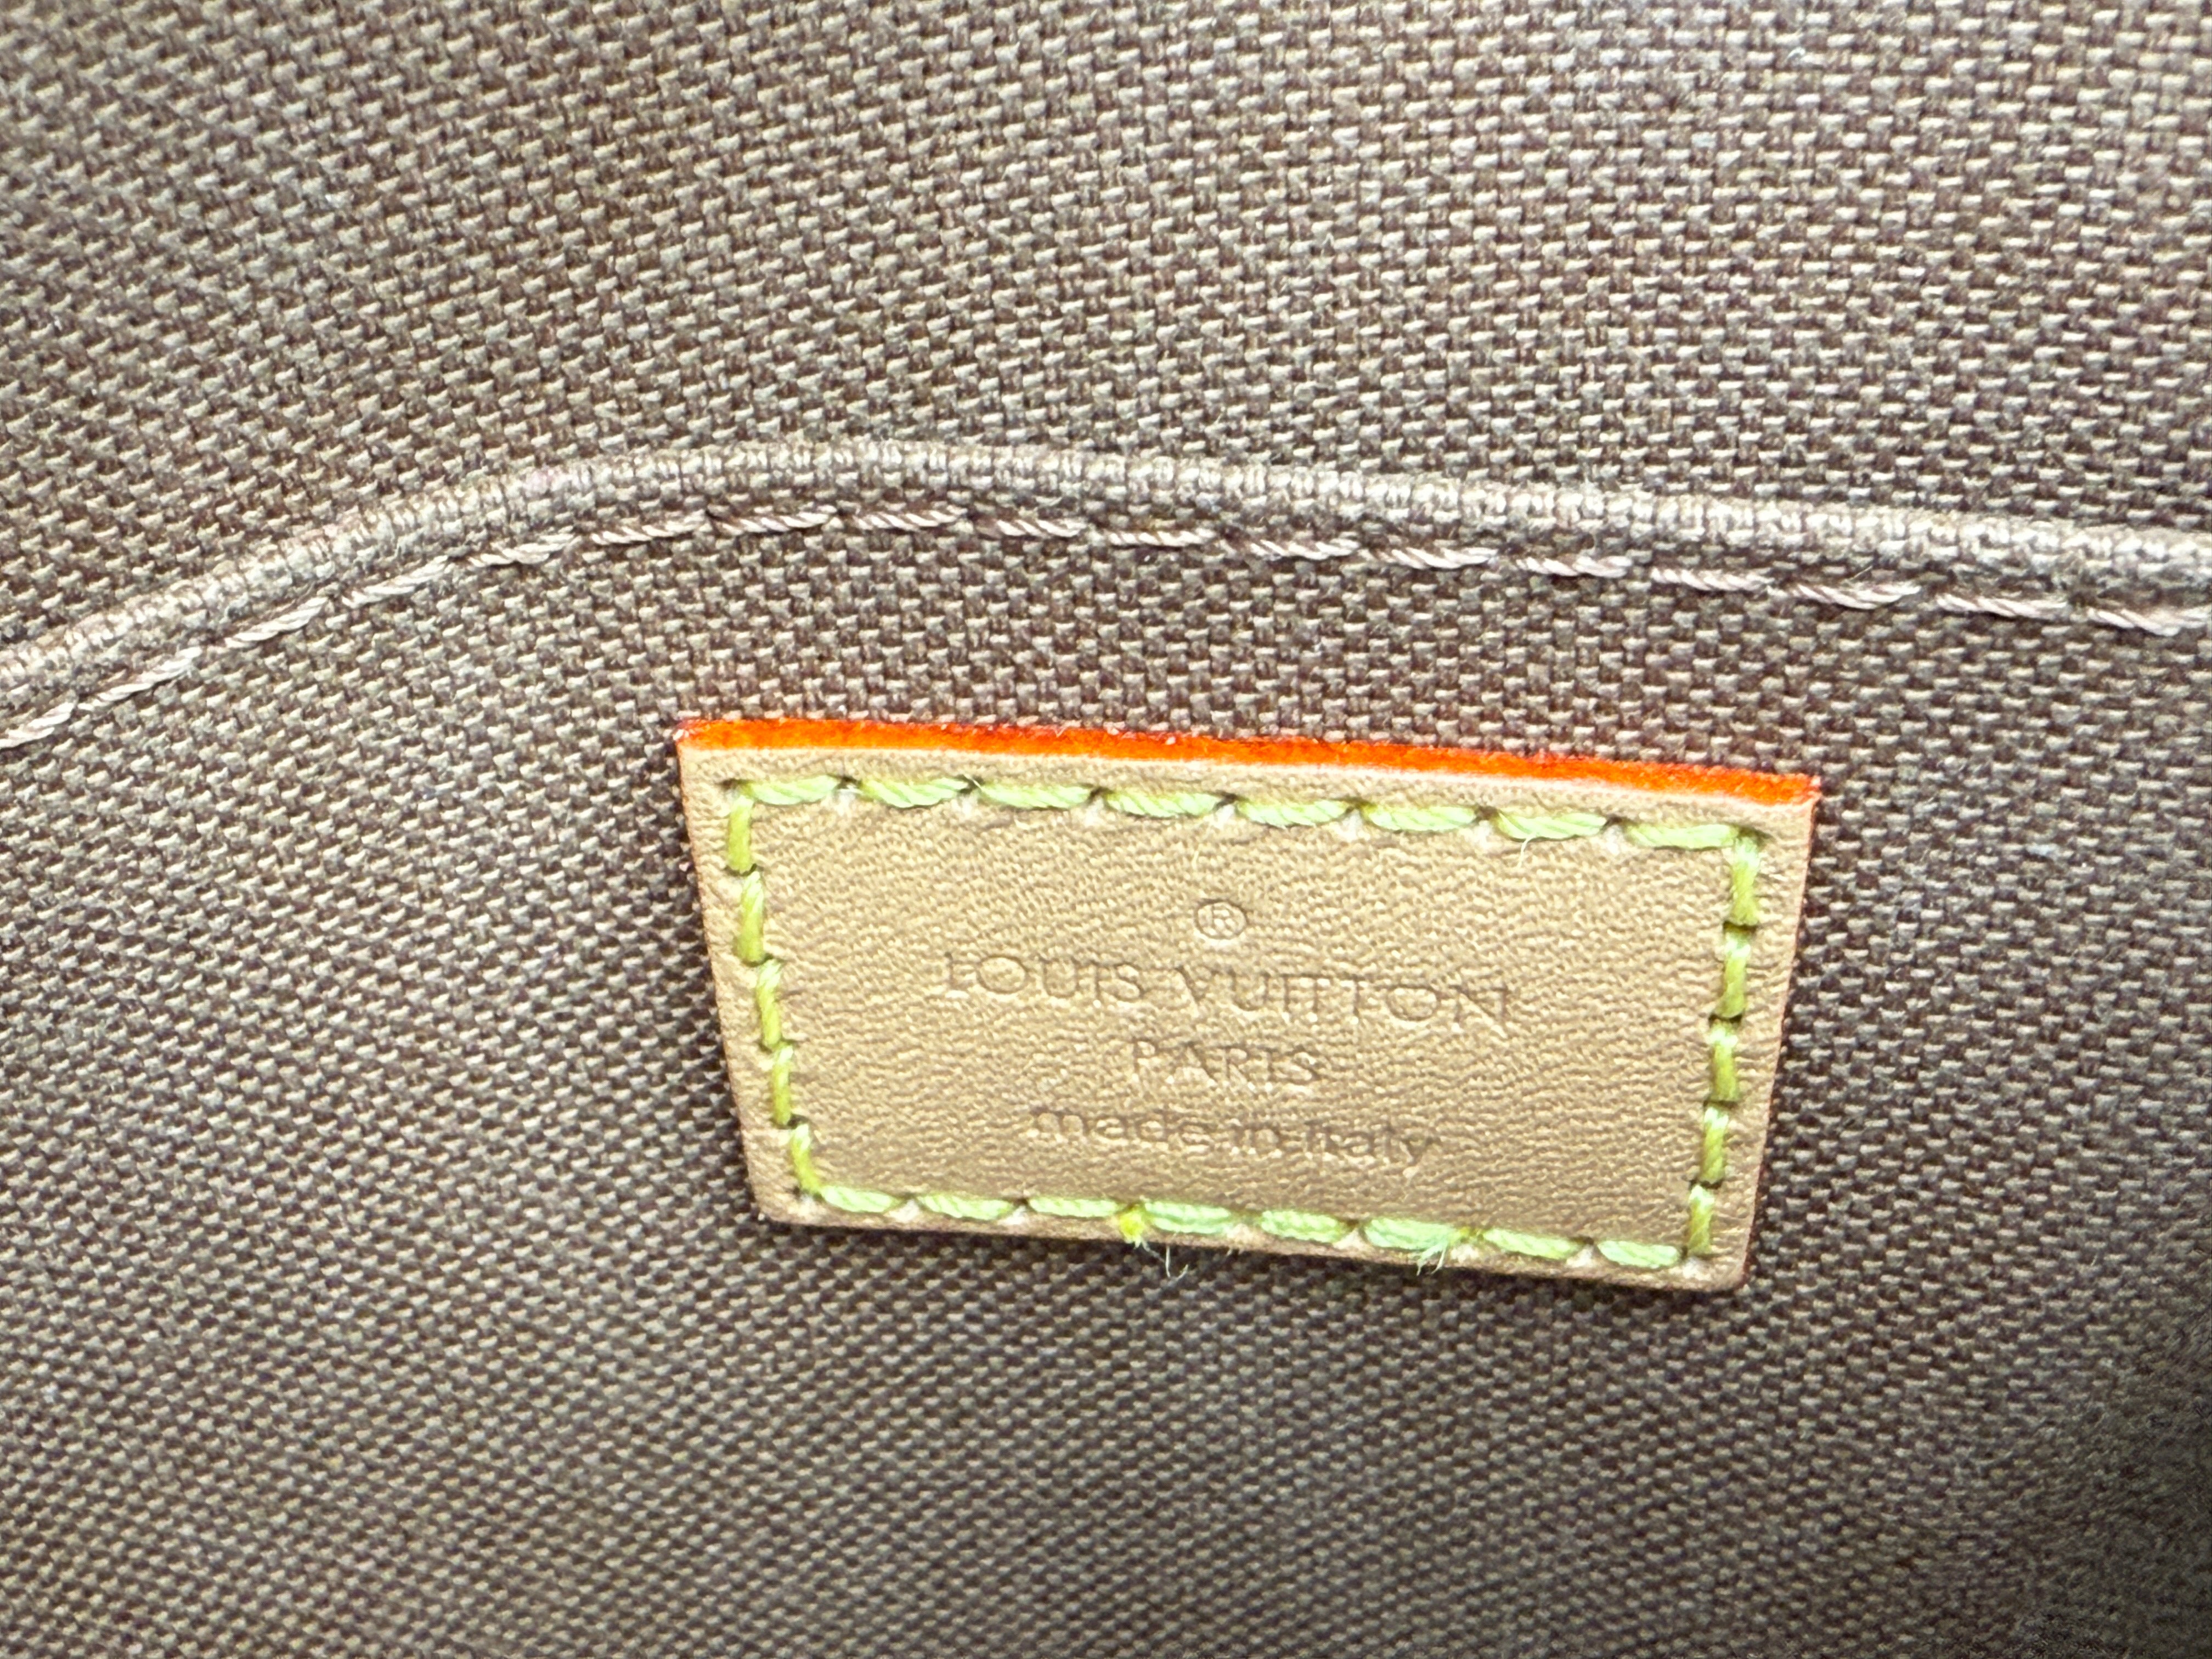 ®
LOUIS VUITTON
PARIS
made in Italy